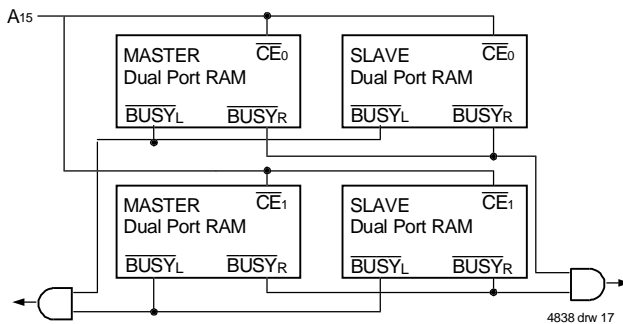 A15
MASTER
Dual Port RAM
CE0
BUSYL BUSYR
SLAVE
Dual Port RAM
CE0
BUSYL BUSYR
MASTER
Dual Port RAM
CE1
BUSYL BUSYR
SLAVE
Dual Port RAM
CE1
BUSYL BUSYR
4838 drw 17